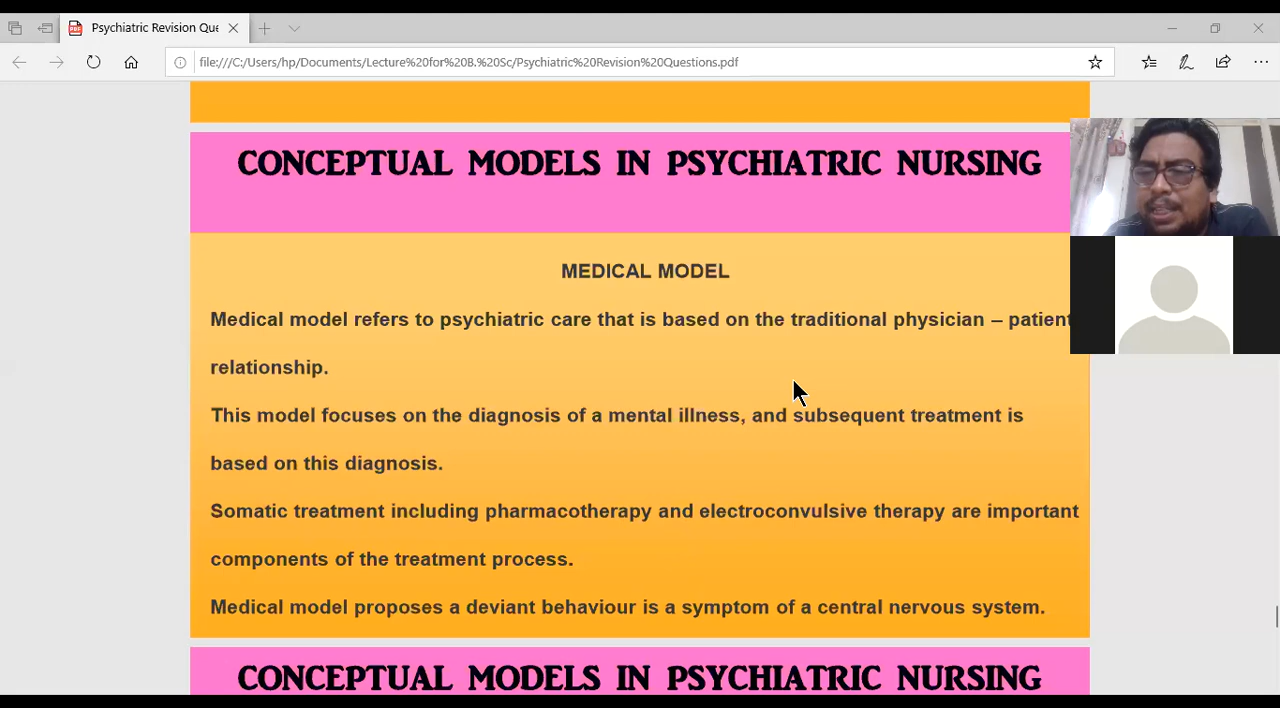 Psychiatric Revision Que
file:///C:/Users/hp/Documents/Lecture%20for%20B.%20Sc/Psychiatric%20Revision%20Questions.pdf
CONCEPTUAL MODELS IN PSYCHIATRIC NURSING
MEDICAL MODEL
Medical model refers to psychiatric care that is based on the traditional physician – patient
relationship.
This model focuses on the diagnosis of a mental illness, and subsequent treatment is
based on this diagnosis.
Somatic treatment including pharmacotherapy and electroconvulsive therapy are important
components of the treatment process.
Medical model proposes a deviant behaviour is a symptom of a central nervous system.
CONCEPTUAL MODELS IN PSYCHIATRIC NURSING